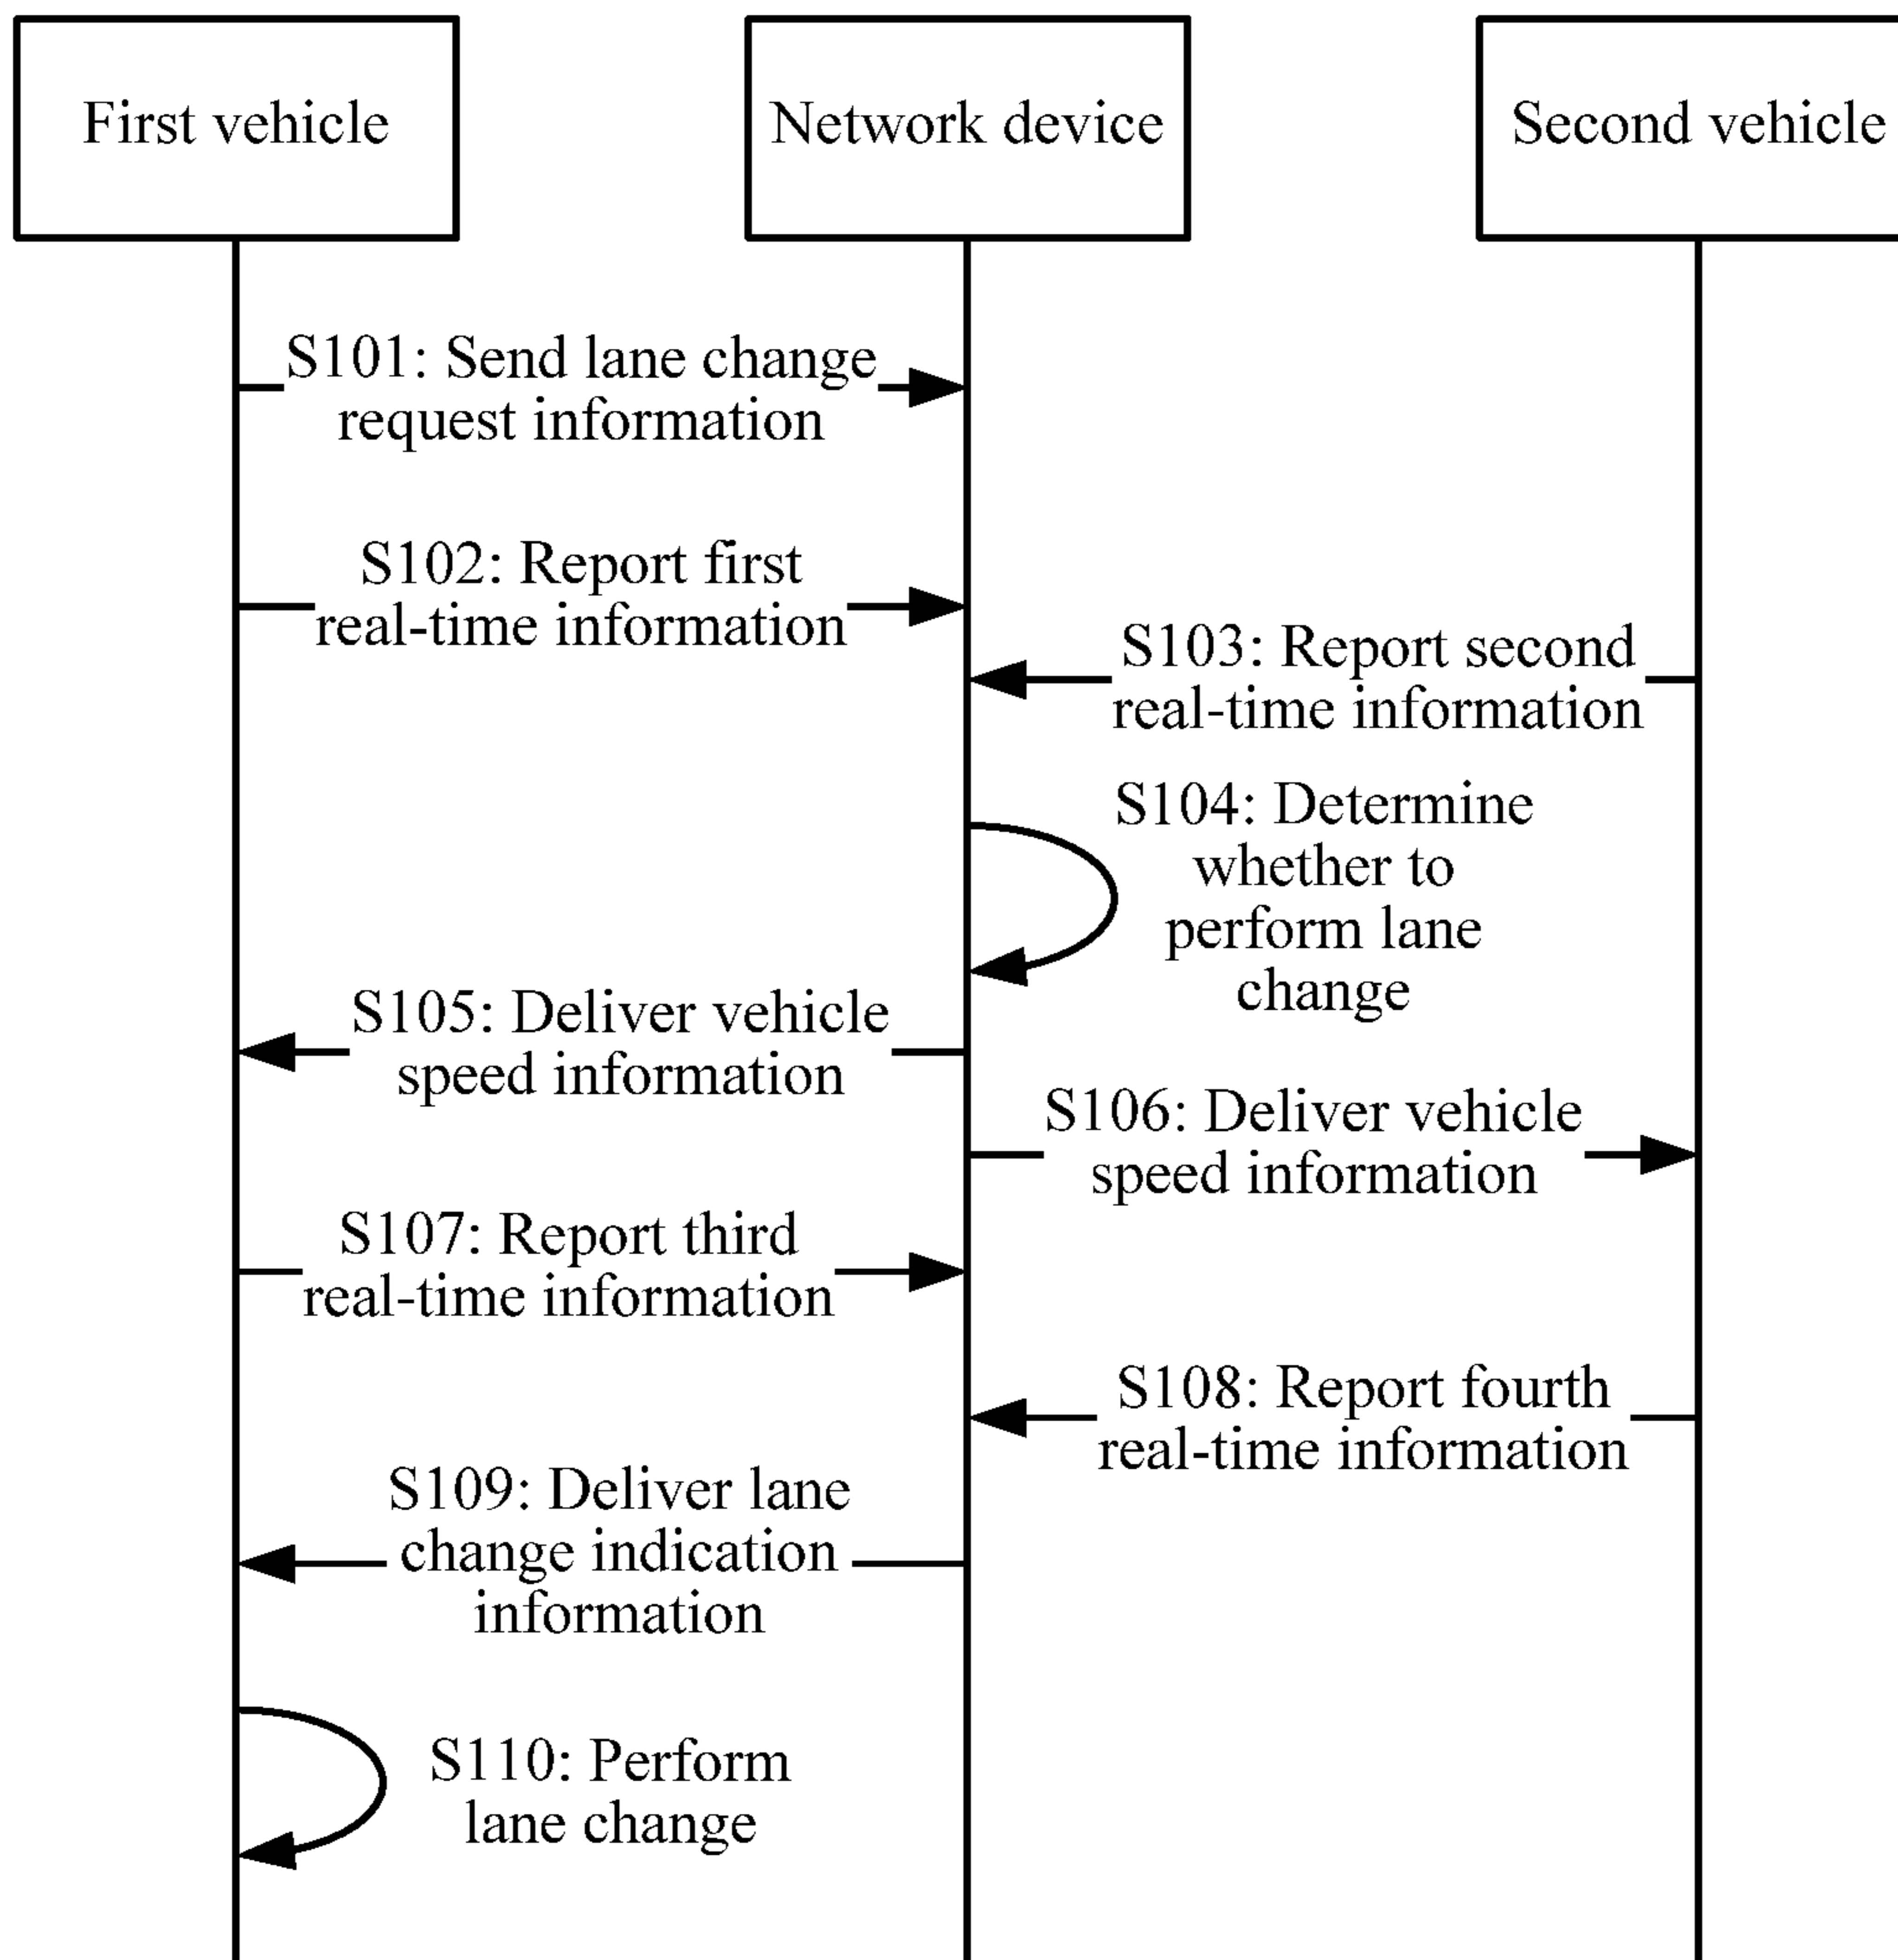 First vehicle
Network device
Second vehicle
S101: Send lane change
request information
S102: Report first
real-time information
S103: Report second
real-time information
S104: Determine
whether to
perform lane
change
S105: Deliver vehicle
speed information
S106: Deliver vehicle
speed information
S107: Report third
real-time information
S108: Report fourth
real-time information
S109: Deliver lane
change indication
information
S110: Perform
lane change